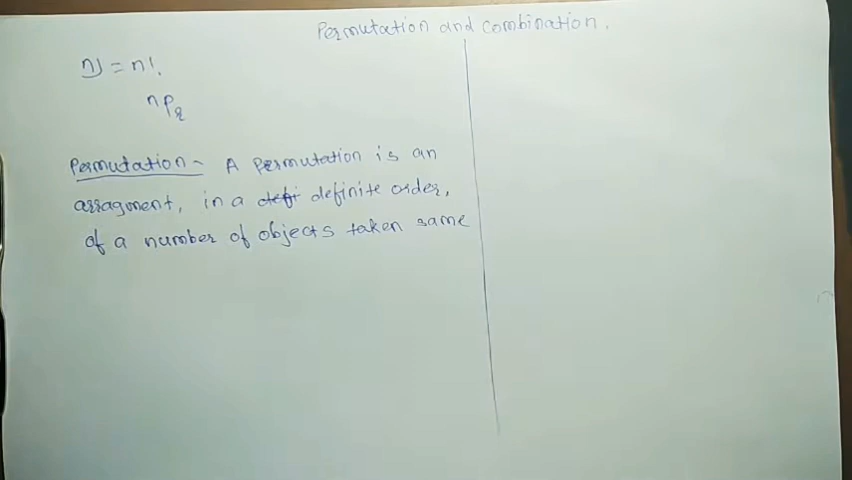 Permutation and Combination.
n⌋ = n!.
nPr
Permutation- A Permutation is an
arragment, in a defi definite order,
of a number of objects taken same